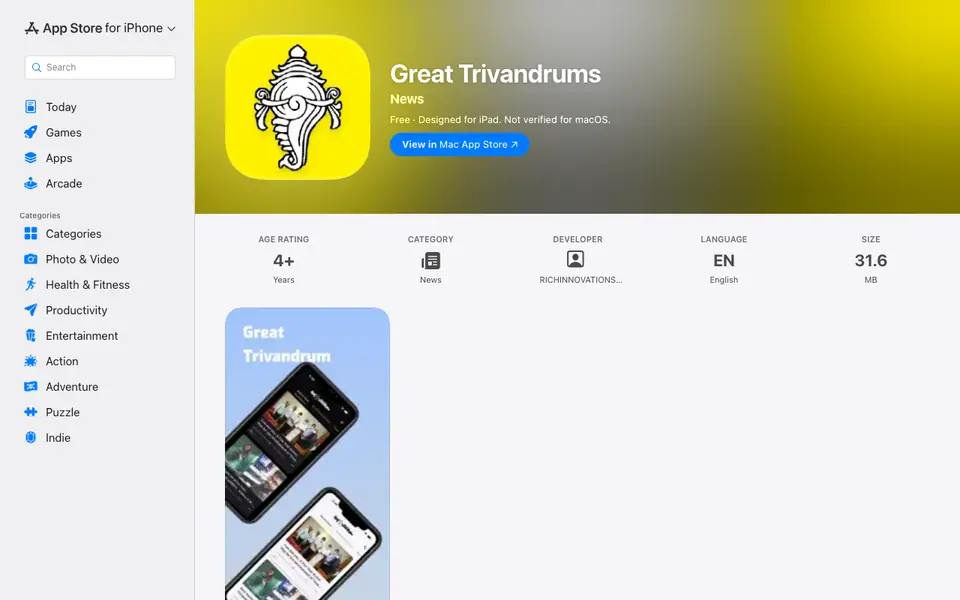 App Store for iPhone
Search
Today
Games
Apps
Arcade
Categories
Categories
Photo & Video
Health & Fitness
Productivity
Entertainment
Action
Adventure
Puzzle
Indie
Great Trivandrums
News
Free · Designed for iPad. Not verified for macOS.
View in Mac App Store ↗
AGE RATING
4+
Years
CATEGORY
News
DEVELOPER
RICHINNOVATIONS...
LANGUAGE
EN
English
SIZE
31.6
MB
Great
Trivandrum